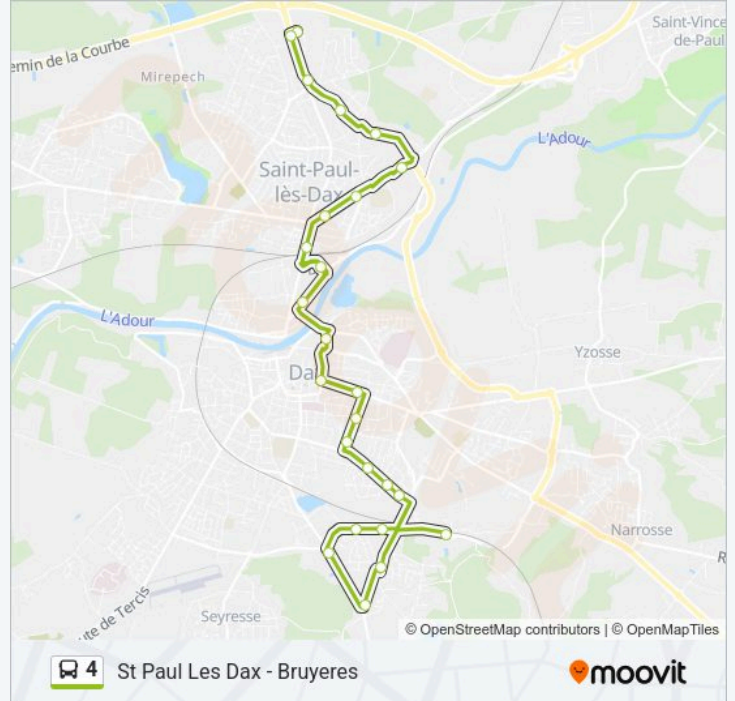 Saint-Vince
de-Paul
emin de la Courbe
Mirepech
L'Adour
Saint-Paul-
lès-Dax
L'Adour
Yzosse
Da
Narrosse
R
ute de Tercis
Seyresse
© OpenStreetMap contributors | © OpenMapTiles
4 St Paul Les Dax - Bruyeres
moovit